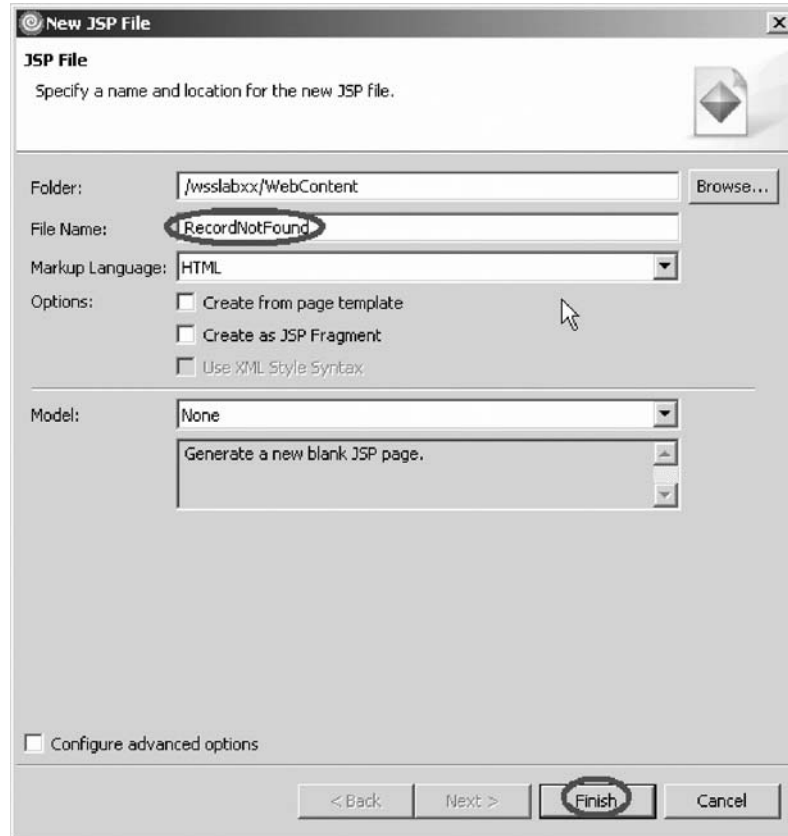 New JSP File
JSP File
Specify a name and location for the new JSP file.
Folder: /wsslabxx/WebContent Browse...
File Name: RecordNotFound
Markup Language: HTML
Options: Create from page template
Create as JSP Fragment
Use XML Style Syntax
Model: None
Generate a new blank JSP page.
Configure advanced options
< Back Next > Finish Cancel